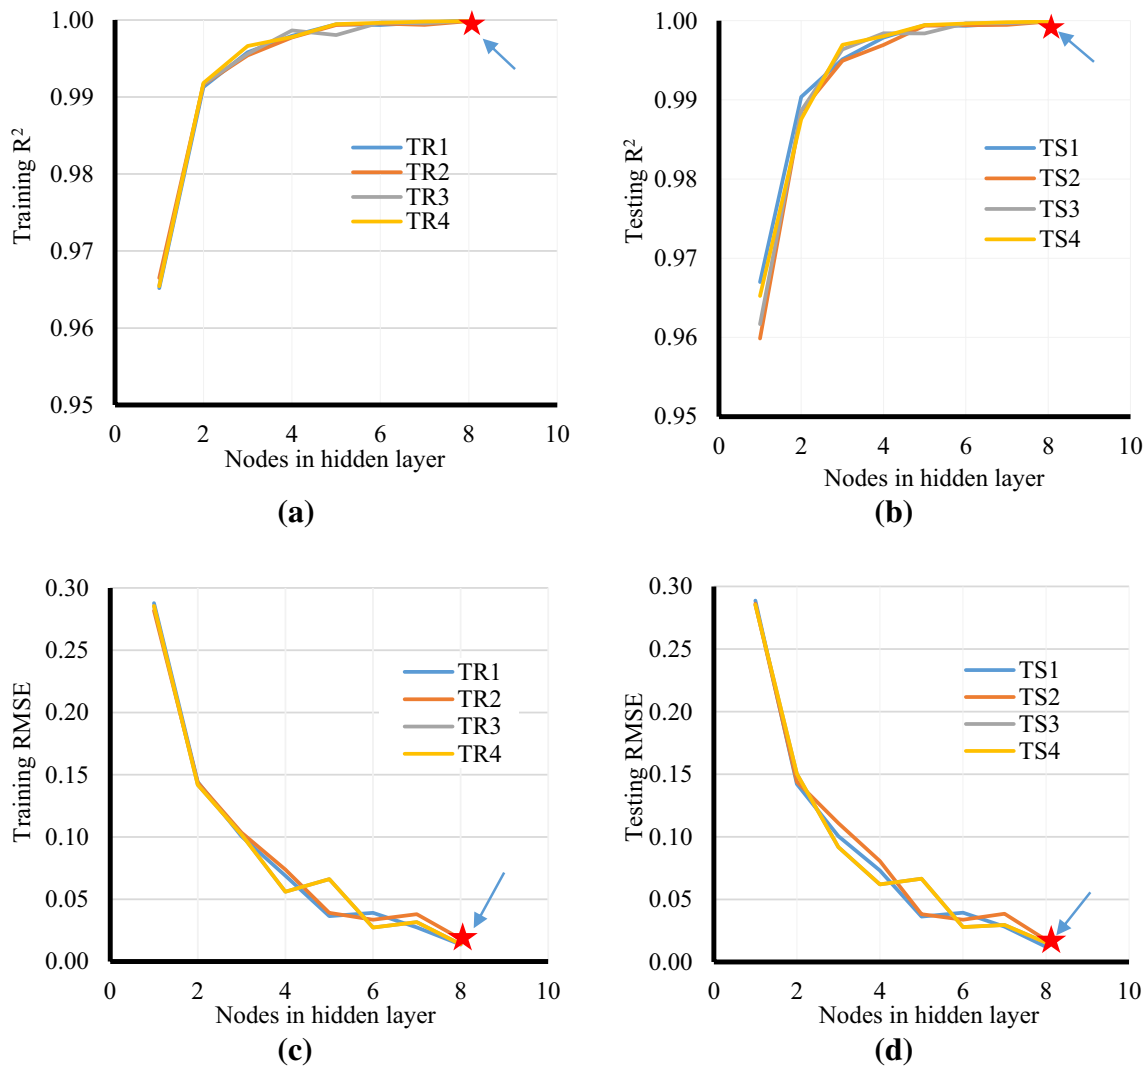 1.00
0.99
0.98
0.97
0.96
0.95
Training R²
TR1
TR2
TR3
TR4
0 2 4 6 8 10
Nodes in hidden layer
(a)
1.00
0.99
0.98
0.97
0.96
0.95
Testing R²
TS1
TS2
TS3
TS4
0 2 4 6 8 10
Nodes in hidden layer
(b)
0.30
0.25
0.20
0.15
0.10
0.05
0.00
Training RMSE
TR1
TR2
TR3
TR4
0 2 4 6 8 10
Nodes in hidden layer
(c)
0.30
0.25
0.20
0.15
0.10
0.05
0.00
Testing RMSE
TS1
TS2
TS3
TS4
0 2 4 6 8 10
Nodes in hidden layer
(d)